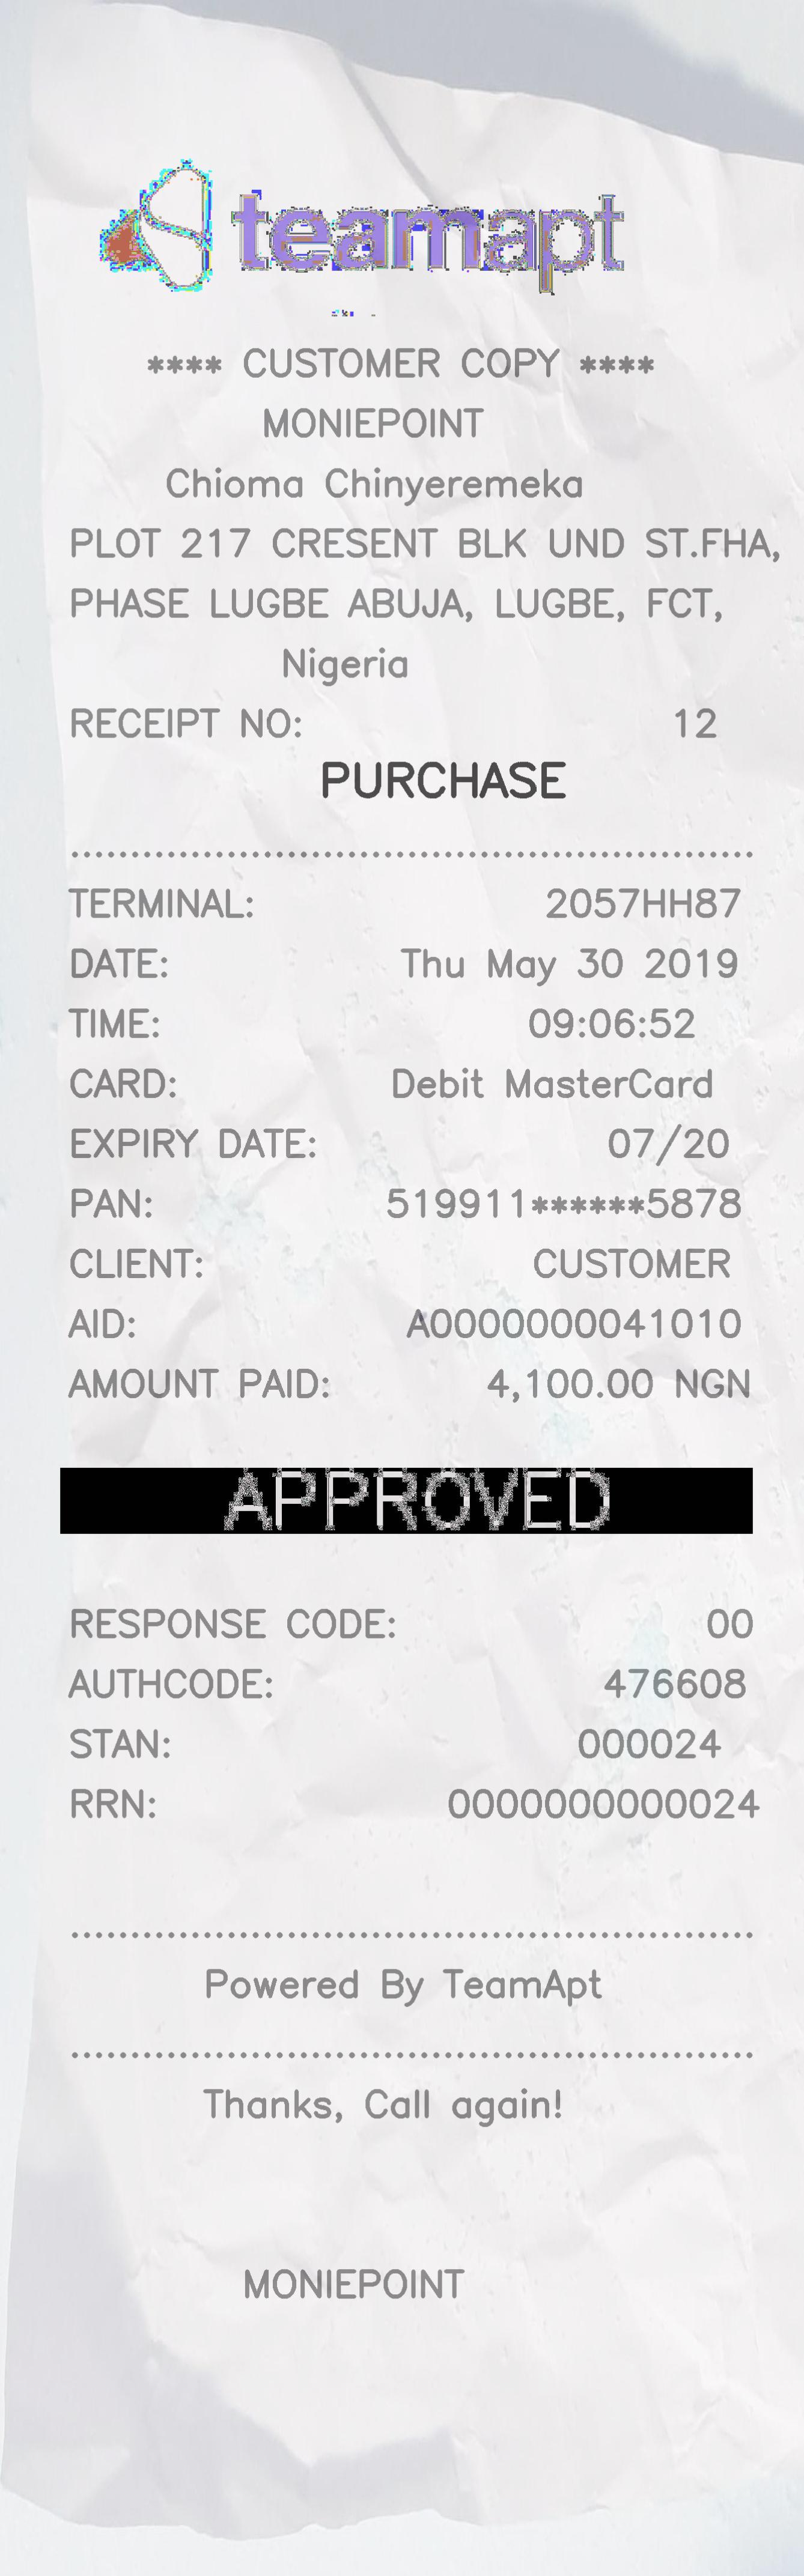 teamapt
**** CUSTOMER COPY ****
MONIEPOINT
Chioma Chinyeremeka
PLOT 217 CRESENT BLK UND ST.FHA,
PHASE LUGBE ABUJA, LUGBE, FCT,
Nigeria
RECEIPT NO: 12
PURCHASE
TERMINAL: 2057HH87
DATE: Thu May 30 2019
TIME: 09:06:52
CARD: Debit MasterCard
EXPIRY DATE: 07/20
PAN: 519911******5878
CLIENT: CUSTOMER
AID: A0000000041010
AMOUNT PAID: 4,100.00 NGN
APPROVED
RESPONSE CODE: 00
AUTHCODE: 476608
STAN: 000024
RRN: 0000000000024
Powered By TeamApt
Thanks, Call again!
MONIEPOINT